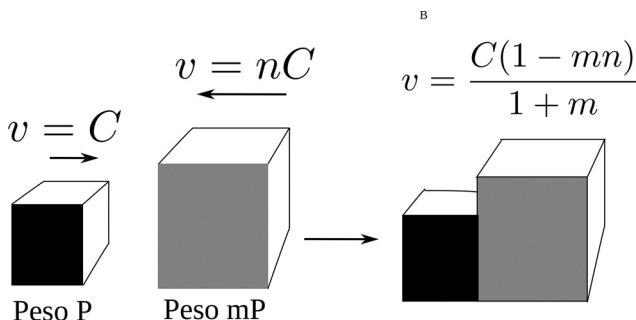 B
v = nC
v = C(1 − mn) / 1 + m
v = C
Peso P
Peso mP